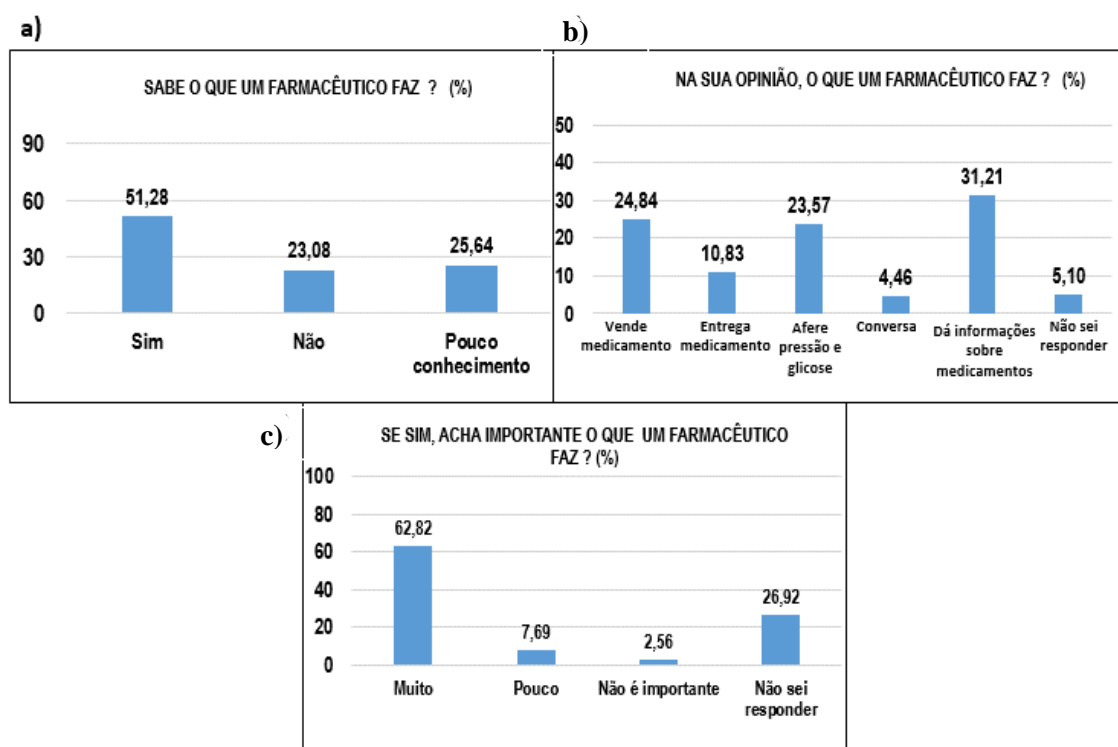 a)
SABE O QUE UM FARMACÊUTICO FAZ ? (%)
90
60
30
0
51,28
23,08
25,64
Sim
Não
Pouco
conhecimento
b)
NA SUA OPINIÃO, O QUE UM FARMACÊUTICO FAZ ? (%)
50
40
30
20
10
0
24,84
10,83
23,57
4,46
31,21
5,10
Vende
medicamento
Entrega
medicamento
Afere
pressão e
glicose
Conversa
Dá informações
sobre
medicamentos
Não sei
responder
c)
SE SIM, ACHA IMPORTANTE O QUE UM FARMACÊUTICO
FAZ ? (%)
100
80
60
40
20
0
62,82
7,69
2,56
26,92
Muito
Pouco
Não é importante
Não sei
responder